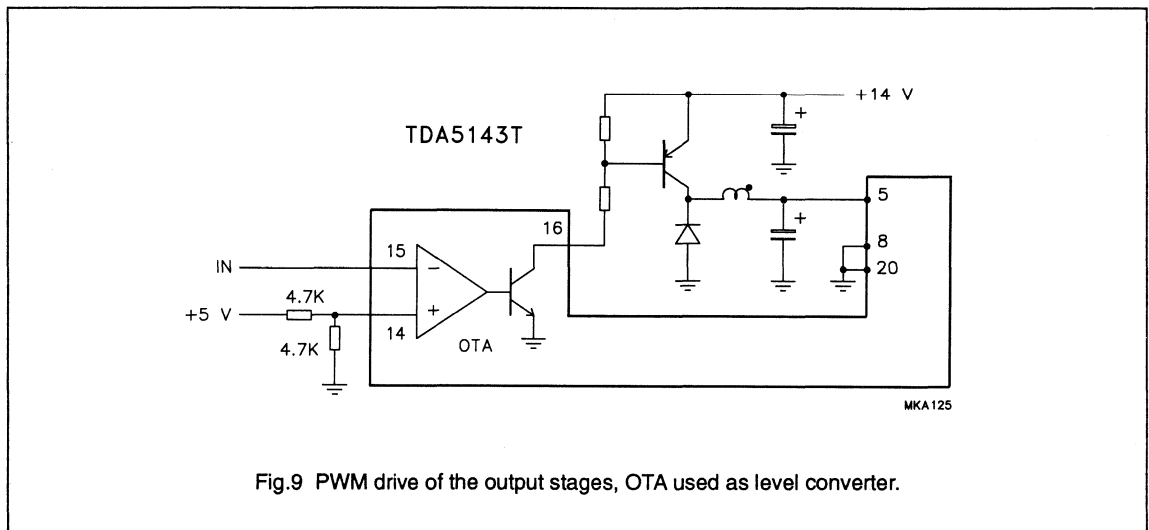 +14 V
TDA5143T
5
16
8
15
IN
−
20
4.7K
+5 V
+
14
4.7K
OTA
MKA125
Fig.9 PWM drive of the output stages, OTA used as level converter.